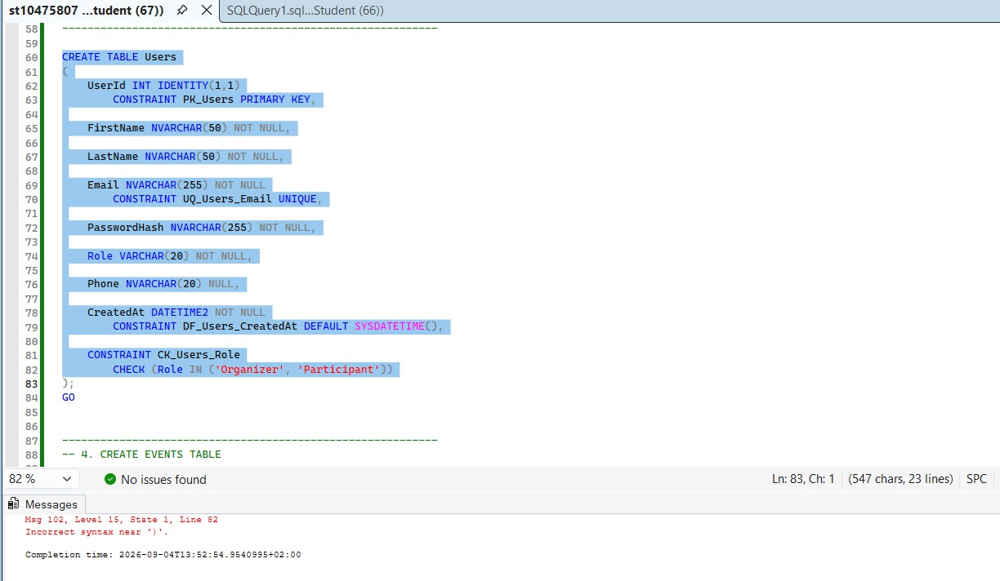 st10475807 ...tudent (67))
SQLQuery1.sql...Student (66))
58 ----------------------------------------------------------
59
60 CREATE TABLE Users
61 (
62 UserId INT IDENTITY(1,1)
63 CONSTRAINT PK_Users PRIMARY KEY,
64
65 FirstName NVARCHAR(50) NOT NULL,
66
67 LastName NVARCHAR(50) NOT NULL,
68
69 Email NVARCHAR(255) NOT NULL
70 CONSTRAINT UQ_Users_Email UNIQUE,
71
72 PasswordHash NVARCHAR(255) NOT NULL,
73
74 Role VARCHAR(20) NOT NULL,
75
76 Phone NVARCHAR(20) NULL,
77
78 CreatedAt DATETIME2 NOT NULL
79 CONSTRAINT DF_Users_CreatedAt DEFAULT SYSDATETIME(),
80
81 CONSTRAINT CK_Users_Role
82 CHECK (Role IN ('Organizer', 'Participant'))
83 );
84 GO
85
86
87 ----------------------------------------------------------
88 -- 4. CREATE EVENTS TABLE
82 %
No issues found
Ln: 83, Ch: 1
(547 chars, 23 lines)
SPC
Messages
Msg 102, Level 15, State 1, Line 82
Incorrect syntax near ')'.
Completion time: 2026-09-04T13:52:54.9540995+02:00